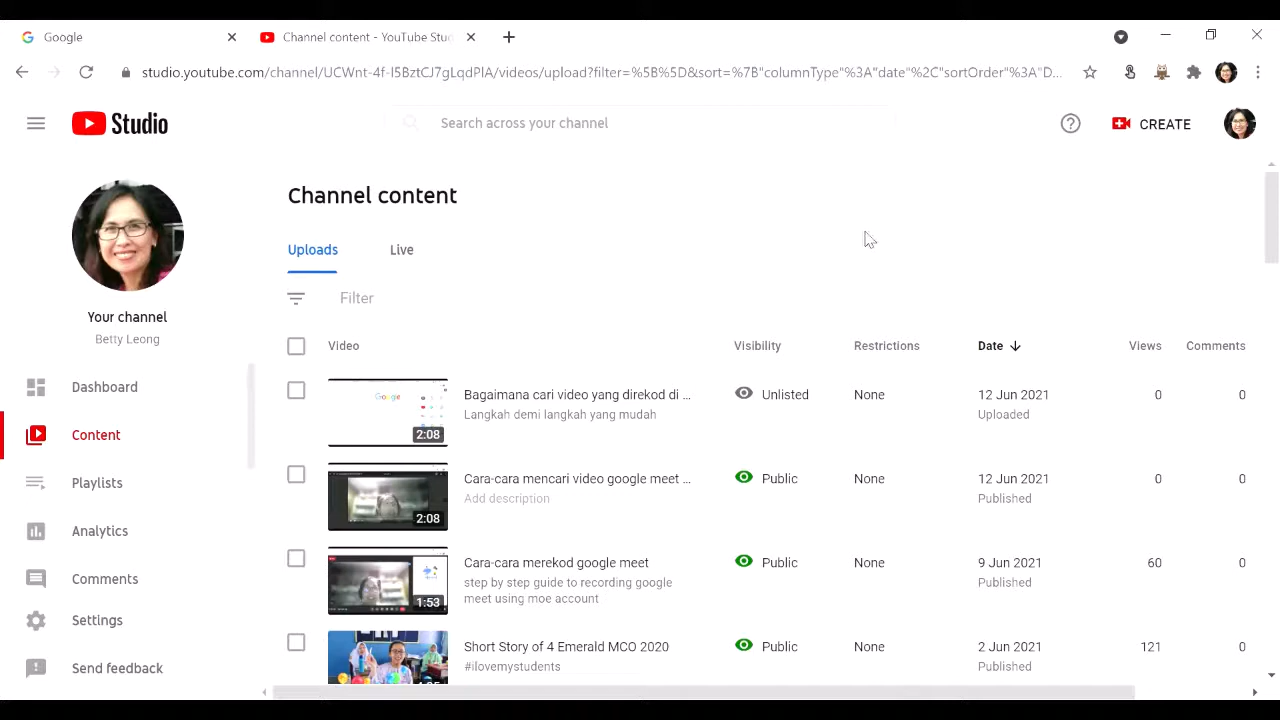 Google
Channel content - YouTube Stu
studio.youtube.com/channel/UCWnt-4f-I5BztCJ7gLqdPlA/videos/upload?filter=%5B%5D&sort=%7B"columnType"%3A"date"%2C"sortOrder"%3A"D...
Studio
Search across your channel
CREATE
Channel content
Uploads
Live
Filter
Your channel
Betty Leong
Dashboard
Content
Playlists
Analytics
Comments
Settings
Send feedback
Video
Visibility
Restrictions
Date
Views
Comments
Google
2:08
Bagaimana cari video yang direkod di ...
Langkah demi langkah yang mudah
Unlisted
None
12 Jun 2021
Uploaded
0
0
2:08
Cara-cara mencari video google meet ...
Add description
Public
None
12 Jun 2021
Published
0
0
1:53
Cara-cara merekod google meet
step by step guide to recording google
meet using moe account
Public
None
9 Jun 2021
Published
60
0
Short Story of 4 Emerald MCO 2020
#ilovemystudents
Public
None
2 Jun 2021
Published
121
0